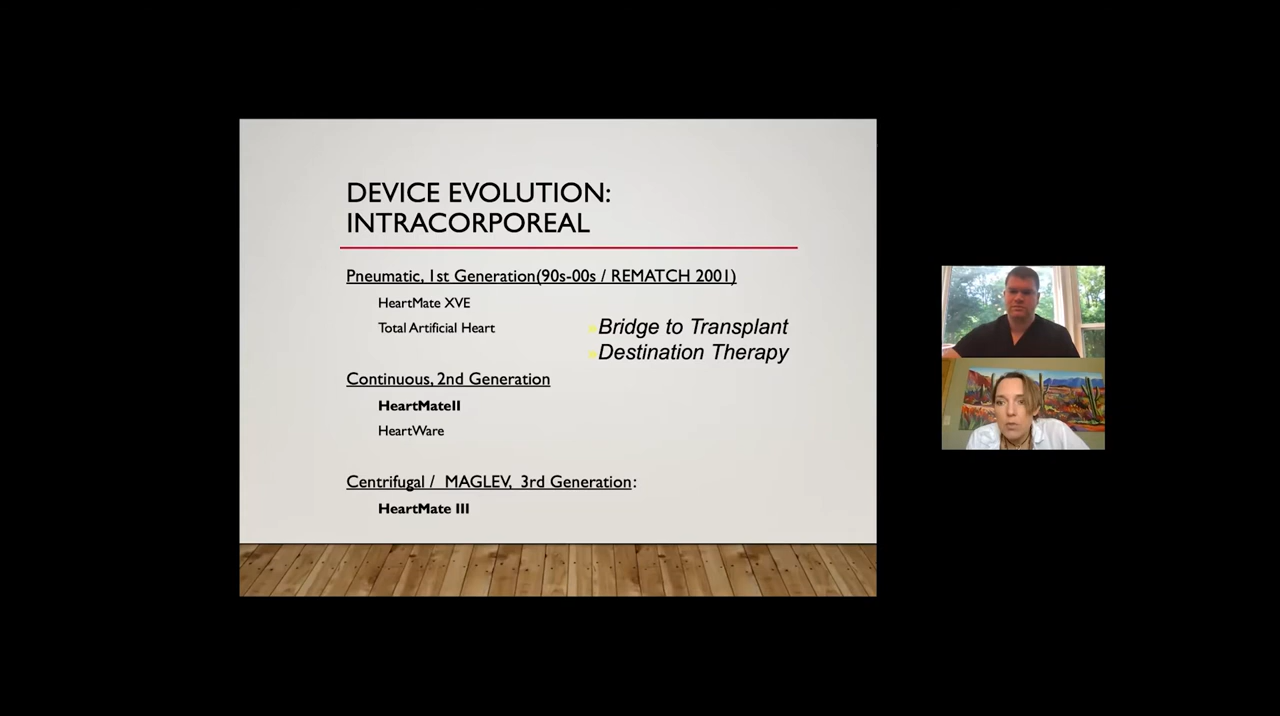 DEVICE EVOLUTION:
INTRACORPOREAL
Pneumatic, 1st Generation(90s-00s / REMATCH 2001)
HeartMate XVE
Total Artificial Heart
Bridge to Transplant
Destination Therapy
Continuous, 2nd Generation
HeartMateII
HeartWare
Centrifugal / MAGLEV, 3rd Generation:
HeartMate III